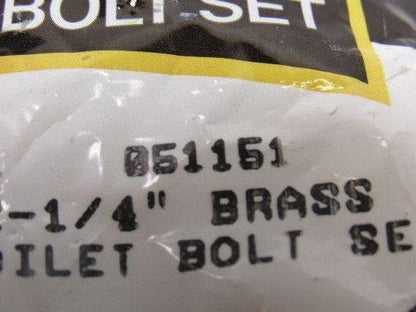 BOLT SET
051151
-1/4" BRASS
OILET BOLT SE